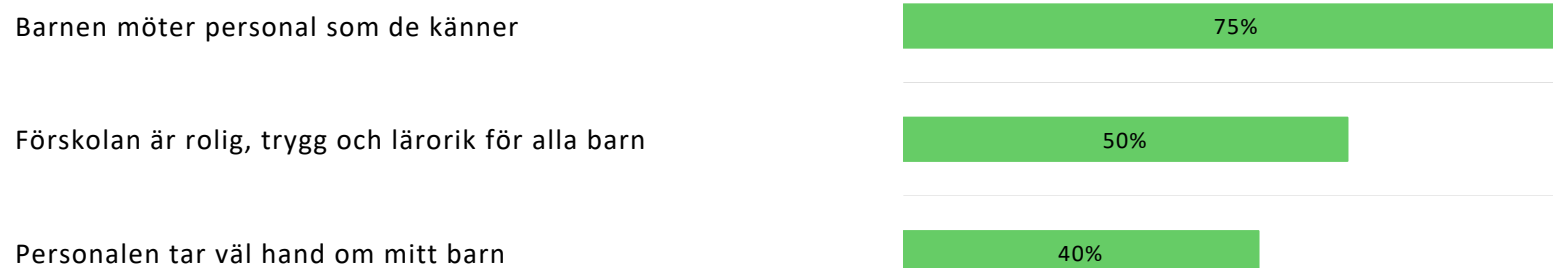 Barnen möter personal som de känner 75%
Förskolan är rolig, trygg och lärorik för alla barn 50%
Personalen tar väl hand om mitt barn 40%